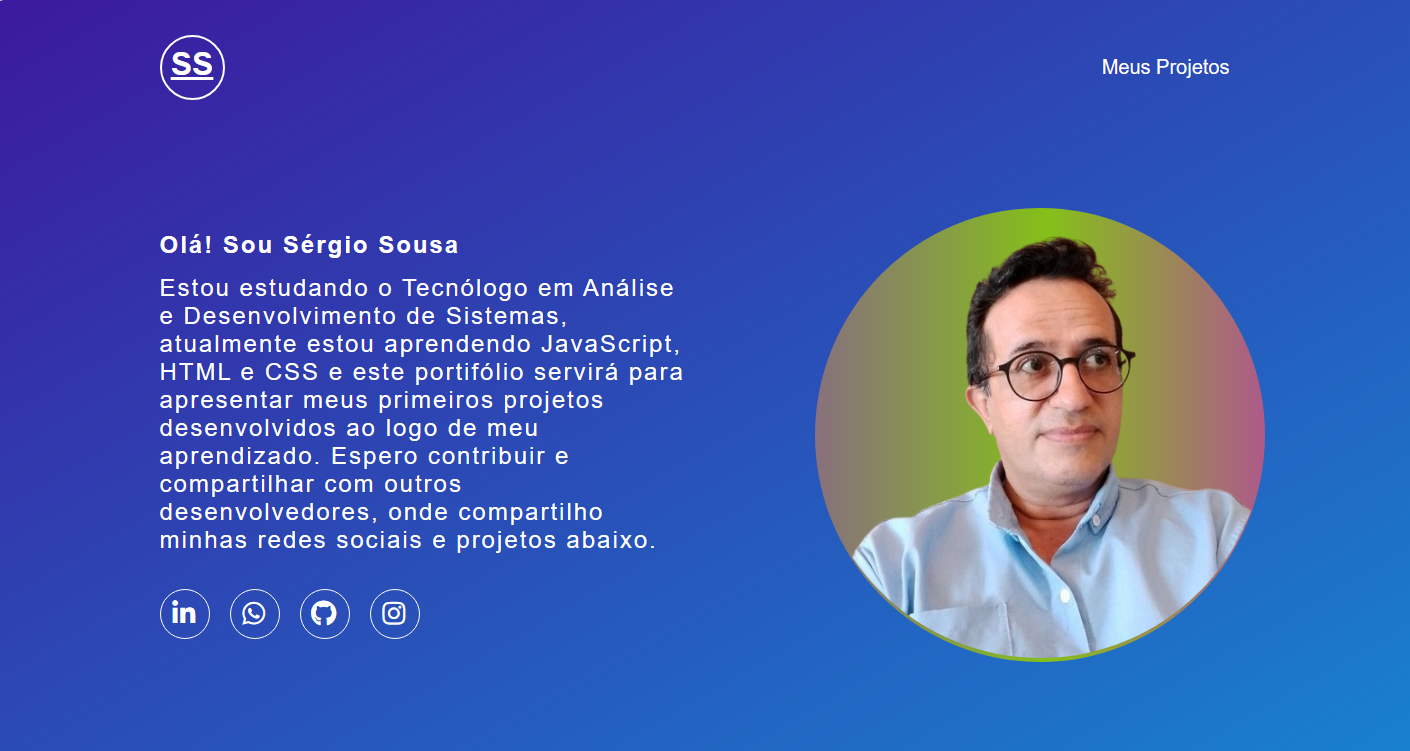 SS
Meus Projetos
Olá! Sou Sérgio Sousa
Estou estudando o Tecnólogo em Análise
e Desenvolvimento de Sistemas,
atualmente estou aprendendo JavaScript,
HTML e CSS e este portifólio servirá para
apresentar meus primeiros projetos
desenvolvidos ao logo de meu
aprendizado. Espero contribuir e
compartilhar com outros
desenvolvedores, onde compartilho
minhas redes sociais e projetos abaixo.
in